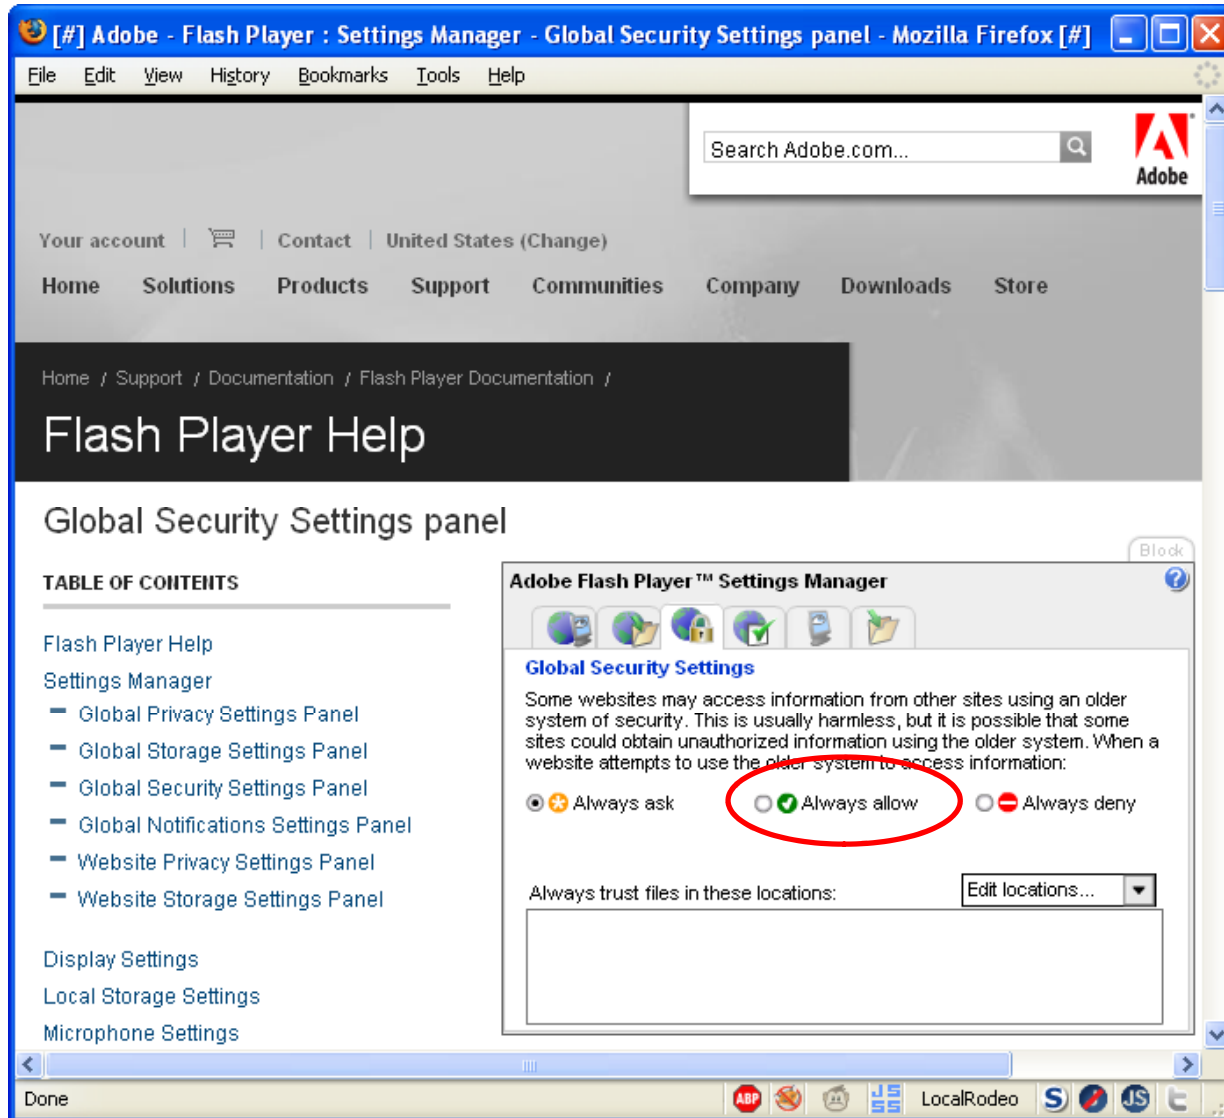 [#] Adobe - Flash Player : Settings Manager - Global Security Settings panel - Mozilla Firefox [#]
File Edit View History Bookmarks Tools Help
Search Adobe.com...
Adobe
Your account | | Contact | United States (Change)
Home Solutions Products Support Communities Company Downloads Store
Home / Support / Documentation / Flash Player Documentation /
Flash Player Help
Global Security Settings panel
Block
TABLE OF CONTENTS
Flash Player Help
Settings Manager
Global Privacy Settings Panel
Global Storage Settings Panel
Global Security Settings Panel
Global Notifications Settings Panel
Website Privacy Settings Panel
Website Storage Settings Panel
Display Settings
Local Storage Settings
Microphone Settings
Adobe Flash Player™ Settings Manager
?
Global Security Settings
Some websites may access information from other sites using an older
system of security. This is usually harmless, but it is possible that some
sites could obtain unauthorized information using the older system. When a
website attempts to use the older system to access information:
Always ask Always allow Always deny
Always trust files in these locations: Edit locations...
Done ABP JS SS LocalRodeo S JS t